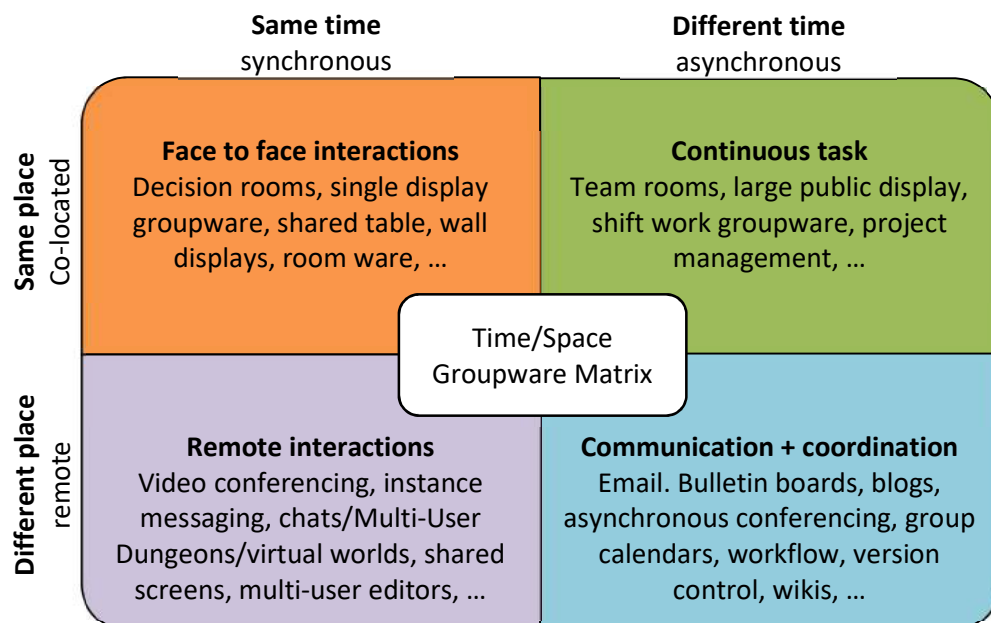 Same time
synchronous
Different time
asynchronous
Same place
Co-located
Face to face interactions
Decision rooms, single display
groupware, shared table, wall
displays, room ware, …
Continuous task
Team rooms, large public display,
shift work groupware, project
management, …
Time/Space
Groupware Matrix
Different place
remote
Remote interactions
Video conferencing, instance
messaging, chats/Multi-User
Dungeons/virtual worlds, shared
screens, multi-user editors, …
Communication + coordination
Email. Bulletin boards, blogs,
asynchronous conferencing, group
calendars, workflow, version
control, wikis, …